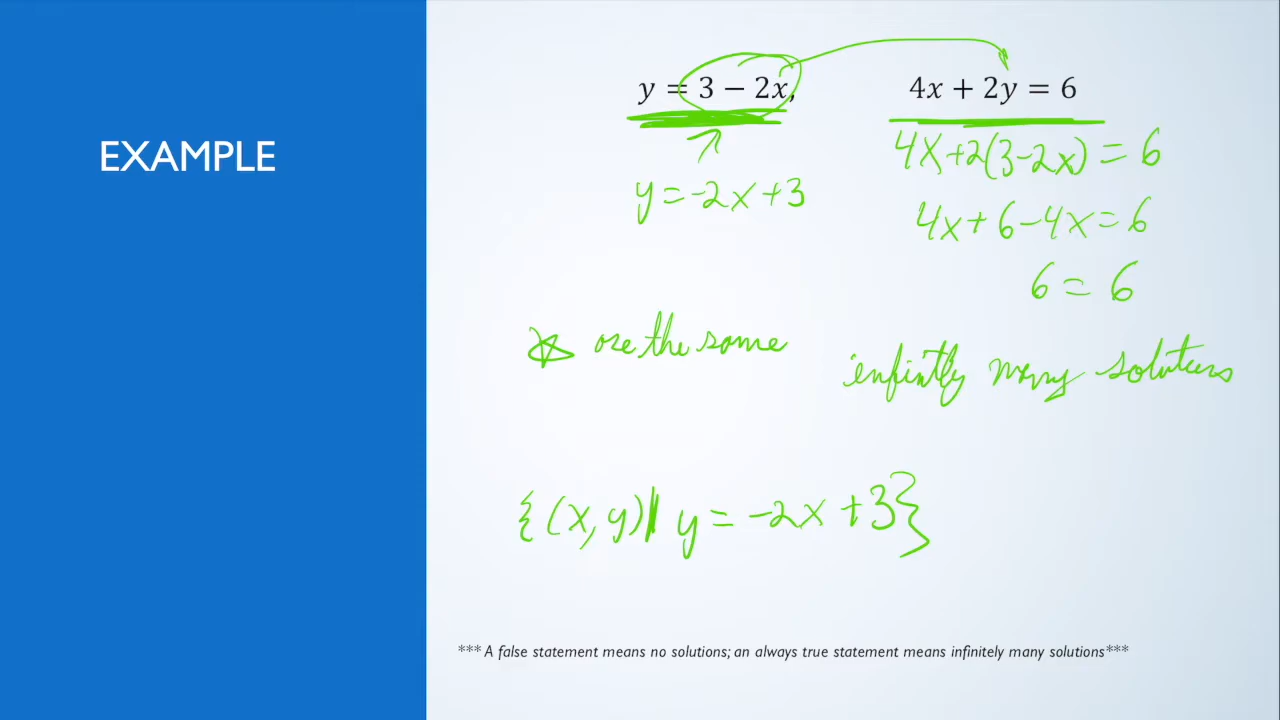 EXAMPLE
y = 3 − 2x,
4x + 2y = 6
4x+2(3-2x) = 6
y = -2x+3
4x+6-4x=6
6 = 6
are the same
infintly many solutions
{(x,y)| y = -2x +3}
*** A false statement means no solutions; an always true statement means infinitely many solutions***